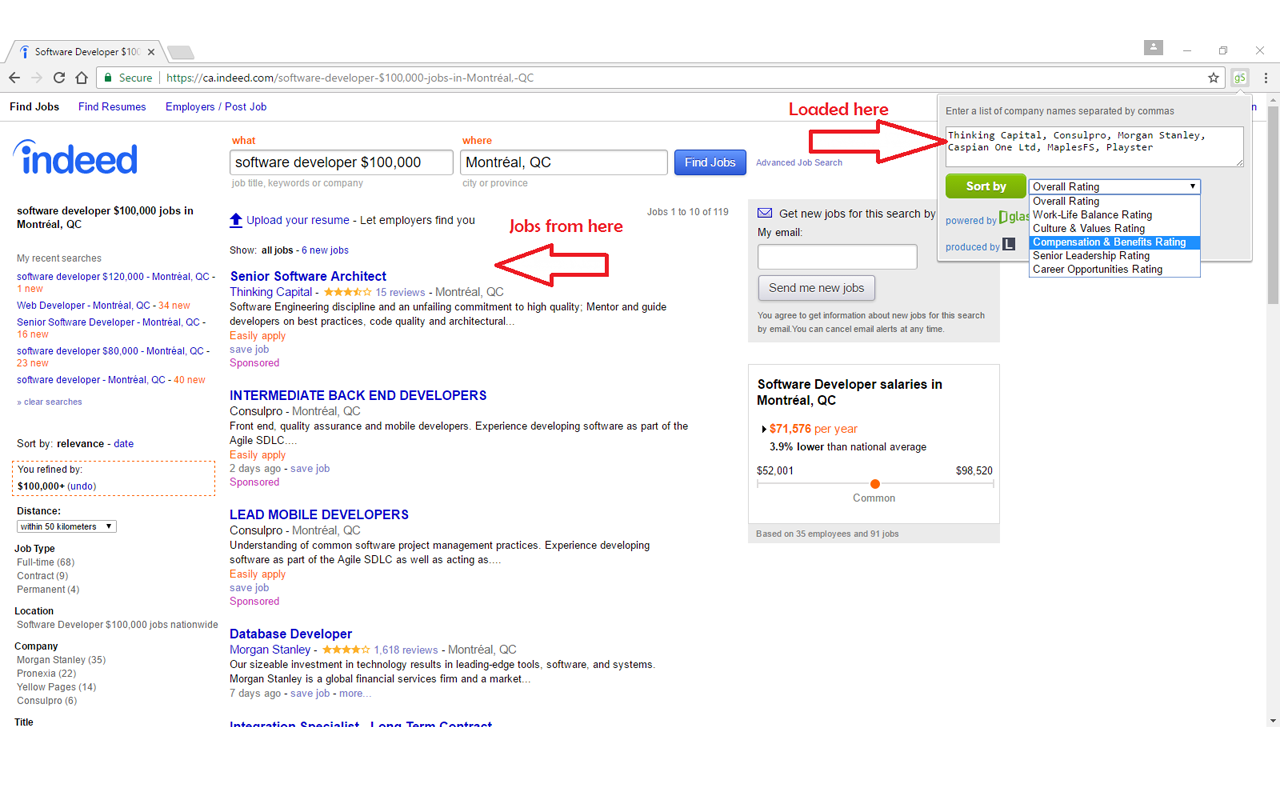 Software Developer $100
Secure
https://ca.indeed.com/software-developer-$100,000-jobs-in-Montréal,-QC
gS
Find Jobs Find Resumes Employers / Post Job
Loaded here
Enter a list of company names separated by commas
Thinking Capital, Consulpro, Morgan Stanley,
Caspian One Ltd, MaplesFS, Playster
Sort by
Overall Rating
Overall Rating
Work-Life Balance Rating
Culture & Values Rating
Compensation & Benefits Rating
Senior Leadership Rating
Career Opportunities Rating
powered by glas
produced by L
indeed
what
where
software developer $100,000
Montréal, QC
Find Jobs
Advanced Job Search
job title, keywords or company
city or province
software developer $100,000 jobs in
Montréal, QC
My recent searches
software developer $120,000 - Montréal, QC -
1 new
Web Developer - Montréal, QC - 34 new
Senior Software Developer - Montréal, QC -
16 new
software developer $80,000 - Montréal, QC -
23 new
software developer - Montréal, QC - 40 new
» clear searches
Sort by: relevance - date
You refined by:
$100,000+ (undo)
Distance:
within 50 kilometers
Job Type
Full-time (68)
Contract (9)
Permanent (4)
Location
Software Developer $100,000 jobs nationwide
Company
Morgan Stanley (35)
Pronexia (22)
Yellow Pages (14)
Consulpro (6)
Title
Upload your resume - Let employers find you
Jobs 1 to 10 of 119
Jobs from here
Show: all jobs - 6 new jobs
Senior Software Architect
Thinking Capital - 15 reviews - Montréal, QC
Software Engineering discipline and an unfailing commitment to high quality; Mentor and guide
developers on best practices, code quality and architectural...
Easily apply
save job
Sponsored
INTERMEDIATE BACK END DEVELOPERS
Consulpro - Montréal, QC
Front end, quality assurance and mobile developers. Experience developing software as part of the
Agile SDLC....
Easily apply
2 days ago - save job
Sponsored
LEAD MOBILE DEVELOPERS
Consulpro - Montréal, QC
Understanding of common software project management practices. Experience developing
software as part of the Agile SDLC as well as acting as....
Easily apply
save job
Sponsored
Database Developer
Morgan Stanley - 1,618 reviews - Montréal, QC
Our sizeable investment in technology results in leading-edge tools, software, and systems.
Morgan Stanley is a global financial services firm and a market...
7 days ago - save job - more...
Integration Specialist - Long Term Contract
Get new jobs for this search by
My email:
Send me new jobs
You agree to get information about new jobs for this search
by email.You can cancel email alerts at any time.
Software Developer salaries in
Montréal, QC
$71,576 per year
3.9% lower than national average
$52,001 $98,520
Common
Based on 35 employees and 91 jobs